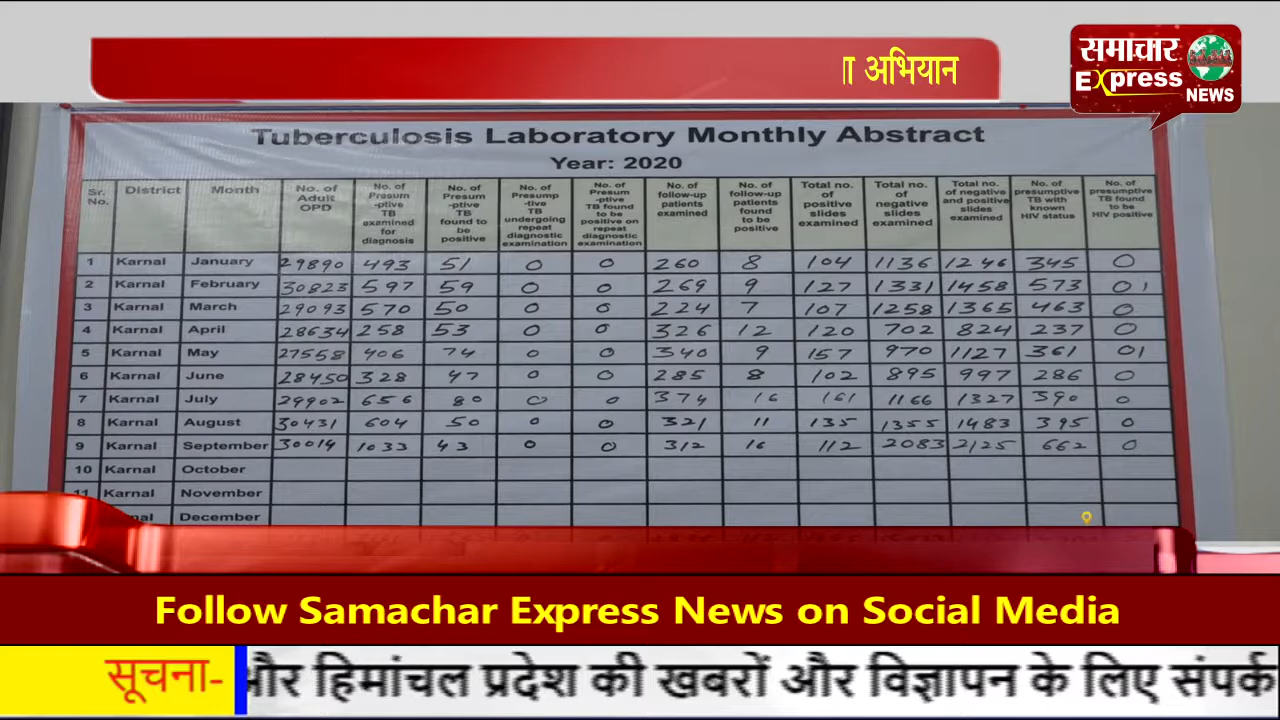 ा अभियान
समाचार
Express
NEWS
Tuberculosis Laboratory Monthly Abstract
Year: 2020
Sr. No. District Month No. of Adult OPD No. of Presum-ptive TB examined for diagnosis No. of Presum-ptive TB found to be positive No. of Presump-tive TB undergoing repeat diagnostic examination No. of Presum-ptive TB found to be positive on repeat diagnostic examination No. of follow-up patients examined No. of follow-up patients found to be positive Total no. of positive slides examined Total no. of negative slides examined Total no. of negative and positive slides examined No. of presumptive TB with known HIV status No. of presumptive TB found to be HIV positive
1 Karnal January 29890 493 51 0 0 260 8 104 1136 1246 345 0
2 Karnal February 30823 597 59 0 0 269 9 127 1331 1458 573 01
3 Karnal March 29093 570 50 0 0 224 7 107 1258 1365 463 0
4 Karnal April 28634 258 53 0 0 326 12 120 702 824 237 0
5 Karnal May 27558 406 74 0 0 340 9 157 970 1127 361 01
6 Karnal June 28450 328 47 0 0 285 8 102 895 997 286 0
7 Karnal July 29902 656 80 0 0 374 16 161 1166 1327 390 0
8 Karnal August 30431 604 50 0 0 321 11 135 1355 1483 395 0
9 Karnal September 30014 1033 43 0 0 312 16 112 2083 2125 662 0
10 Karnal October
11 Karnal November
December
Follow Samachar Express News on Social Media
सूचना- और हिमांचल प्रदेश की खबरों और विज्ञापन के लिए संपर्क